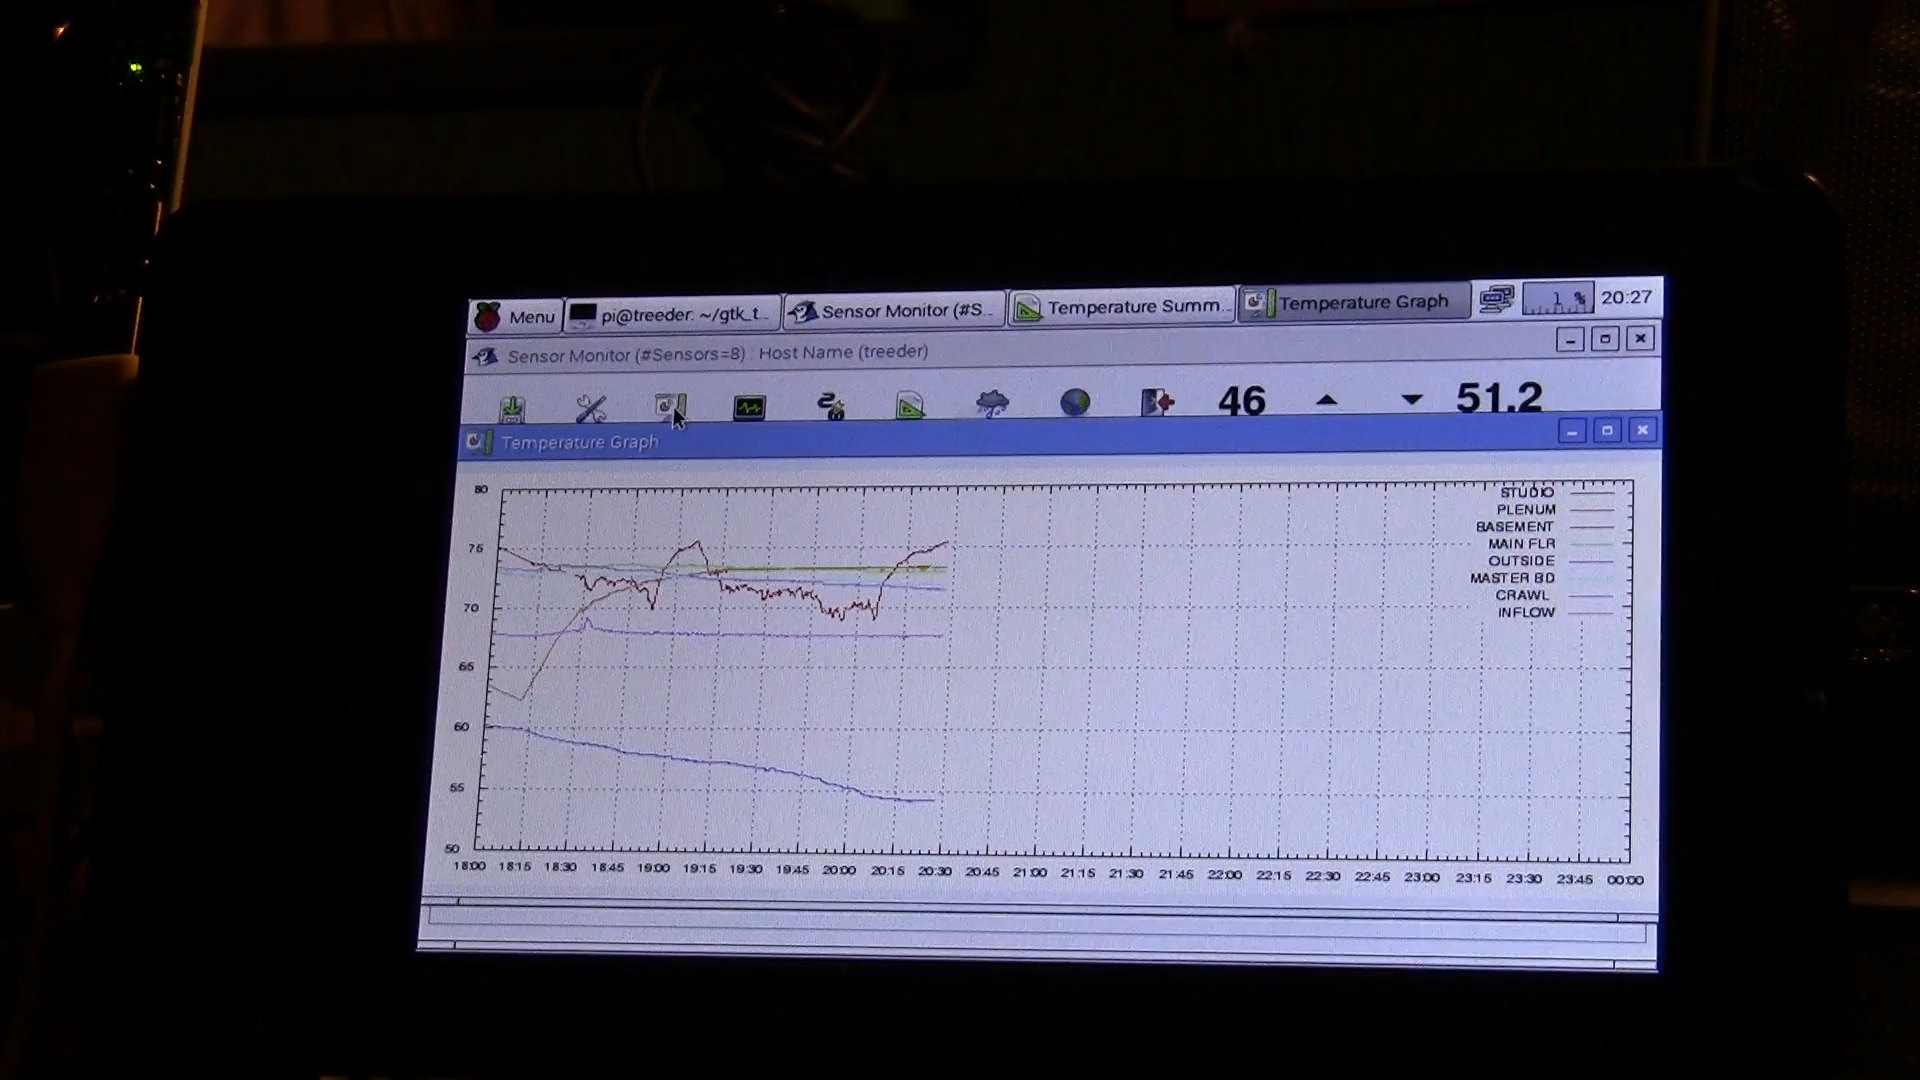 Menu pi@treeder: ~/gtk_t... Sensor Monitor (#S... Temperature Summ... Temperature Graph 1 % 20:27
Sensor Monitor (#Sensors=8) : Host Name (treeder)
46 51.2
Temperature Graph
80
75
70
65
60
55
50
STUDIO
PLENUM
BASEMENT
MAIN FLR
OUTSIDE
MASTER BD
CRAWL
INFLOW
18:00 18:15 18:30 18:45 19:00 19:15 19:30 19:45 20:00 20:15 20:30 20:45 21:00 21:15 21:30 21:45 22:00 22:15 22:30 22:45 23:00 23:15 23:30 23:45 00:00